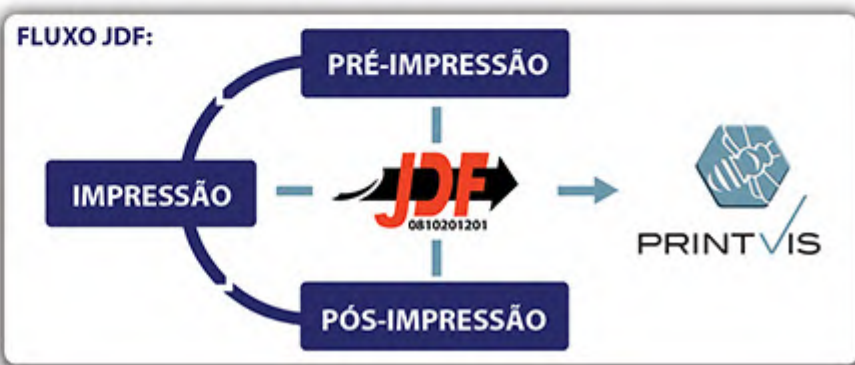 FLUXO JDF:
PRÉ-IMPRESSÃO
IMPRESSÃO
JDF
0810201201
PRINTVIS
PÓS-IMPRESSÃO